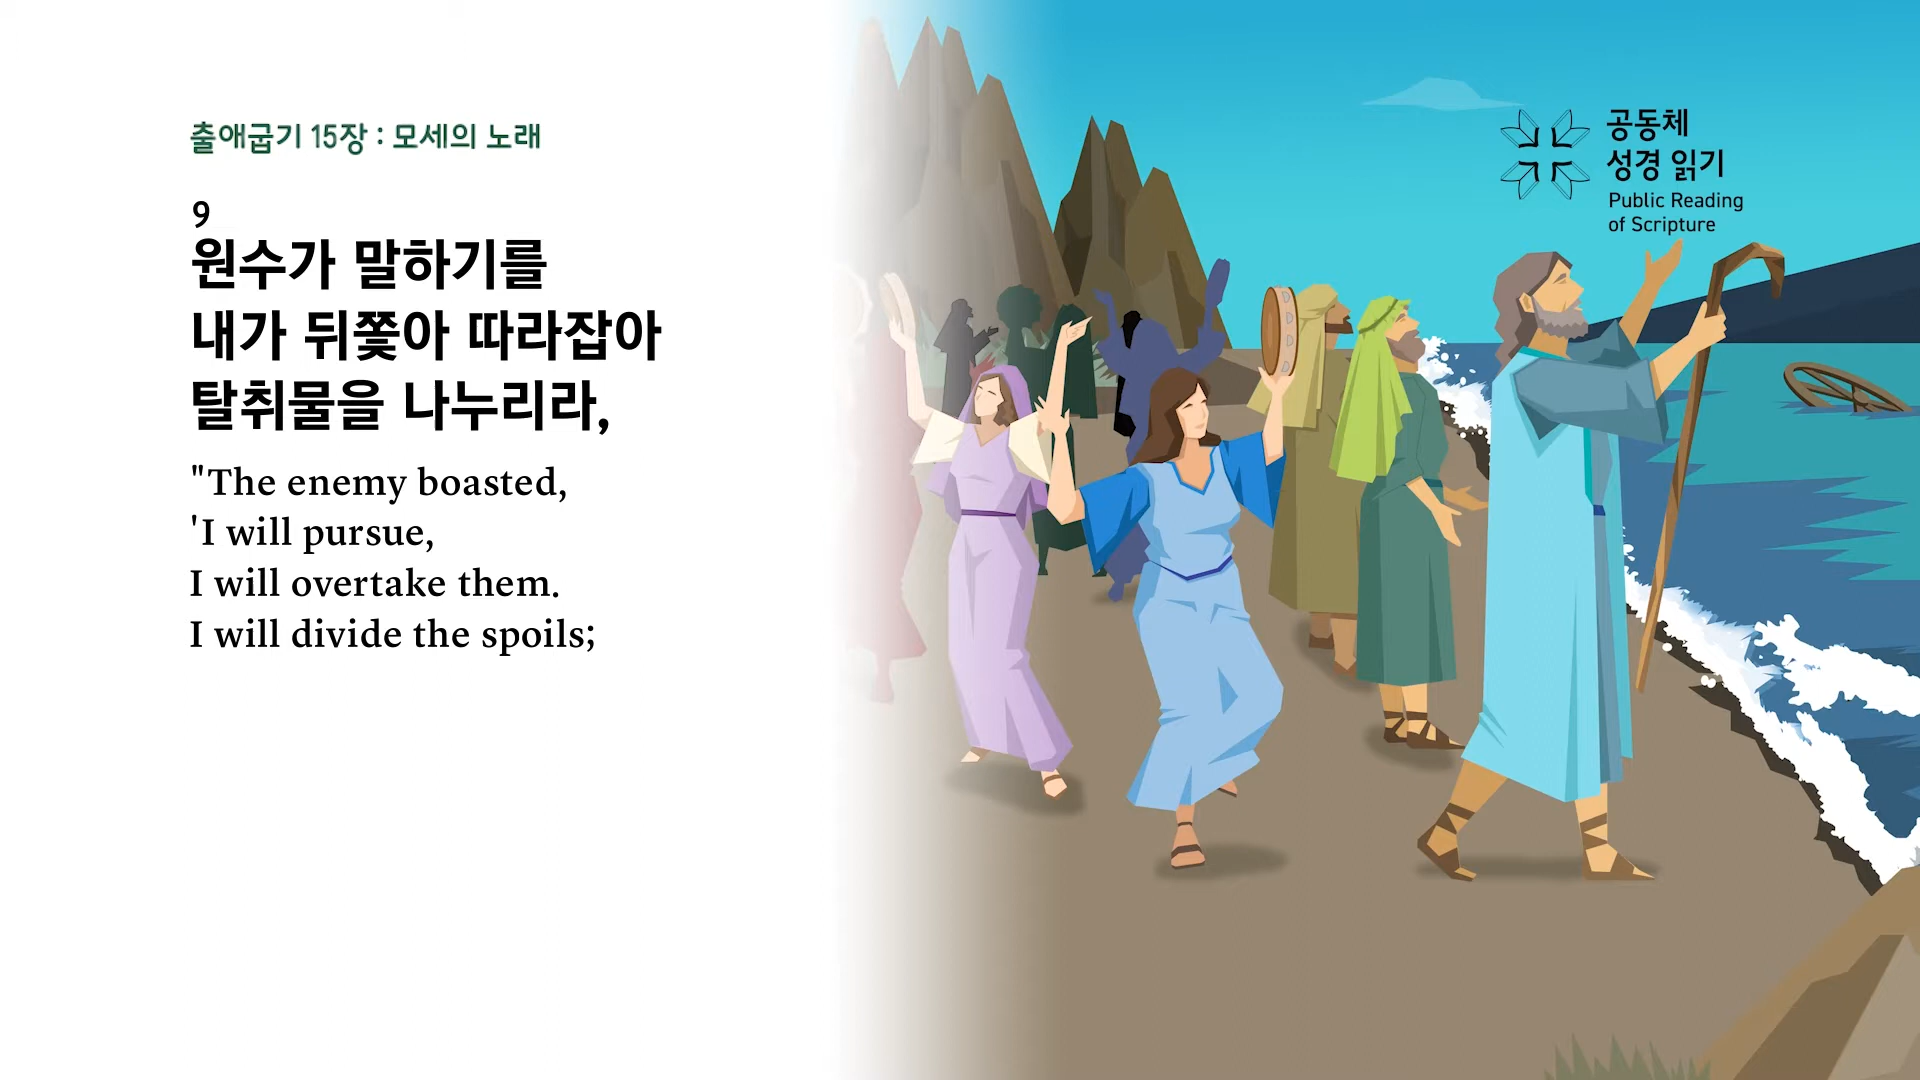 출애굽기 15장 : 모세의 노래
9
원수가 말하기를
내가 뒤쫓아 따라잡아
탈취물을 나누리라,
"The enemy boasted,
'I will pursue,
I will overtake them.
I will divide the spoils;
공동체
성경 읽기
Public Reading
of Scripture